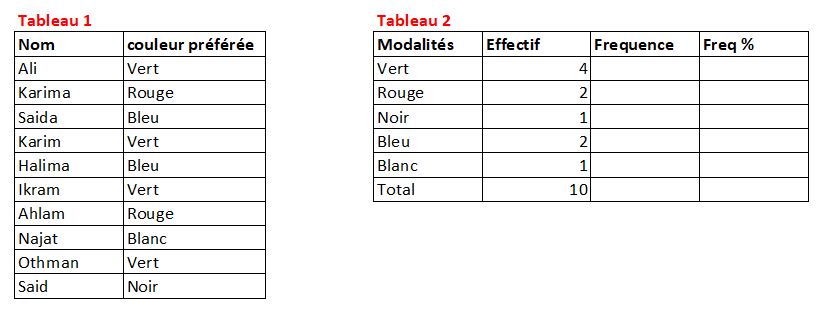 Tableau 1
Nom couleur préférée
Ali Vert
Karima Rouge
Saida Bleu
Karim Vert
Halima Bleu
Ikram Vert
Ahlam Rouge
Najat Blanc
Othman Vert
Said Noir
Tableau 2
Modalités Effectif Frequence Freq %
Vert 4
Rouge 2
Noir 1
Bleu 2
Blanc 1
Total 10